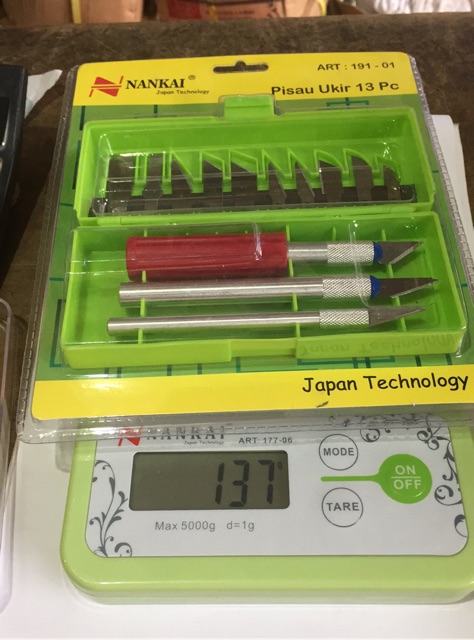 NANKAI®
Japan Technology
ART : 191 - 01
Pisau Ukir 13 Pc
Japan Technology
NANKAI
ART: 177-06
MODE
ON
OFF
137
TARE
Max 5000g d=1g